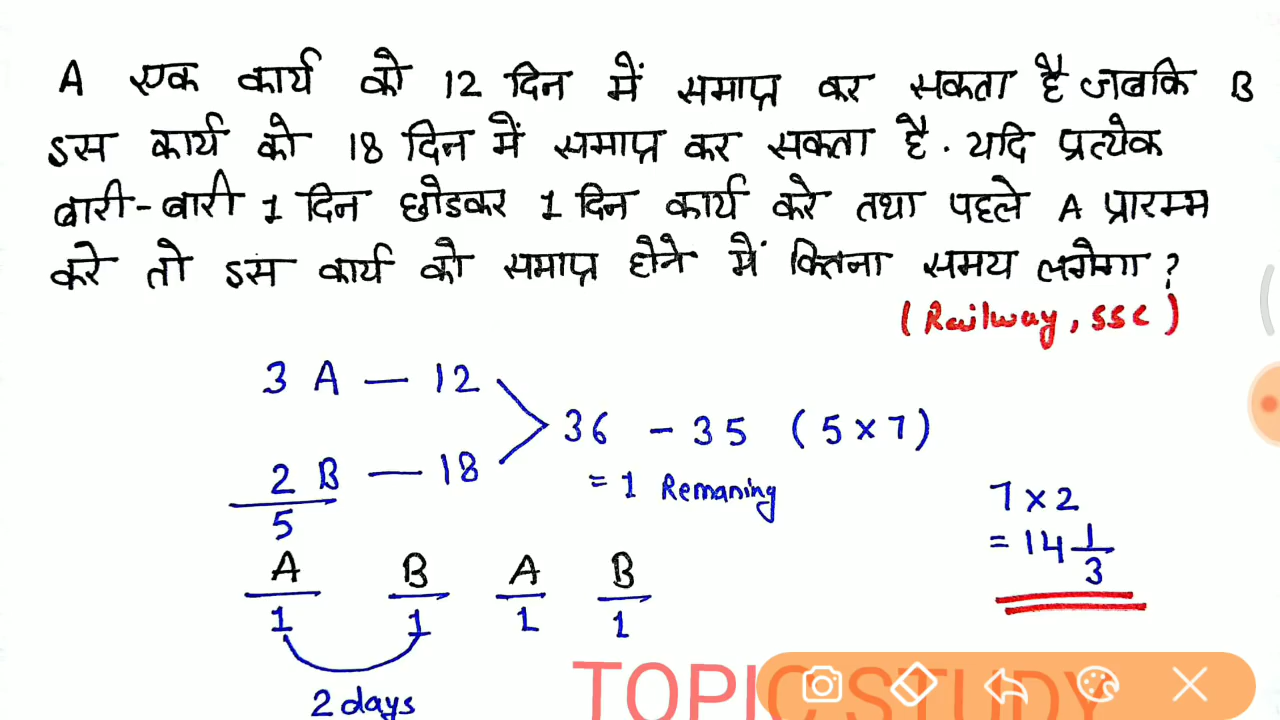 A एक कार्य को 12 दिन में समाप्त कर सकता है जबकि B
इस कार्य को 18 दिन में समाप्त कर सकता है. यदि प्रत्येक
बारी-बारी 1 दिन छोडकर 1 दिन कार्य करे तथा पहले A प्रारम्भ
करे तो इस कार्य को समाप्त होने में कितना समय लगेगा ?
(Railway, SSC)
3 A — 12
36 - 35 (5×7)
2 B — 18
= 1 Remaning
5
7×2
= 14 1/3
A B A B
1 1 1 1
2 days
TOPIC STUDY